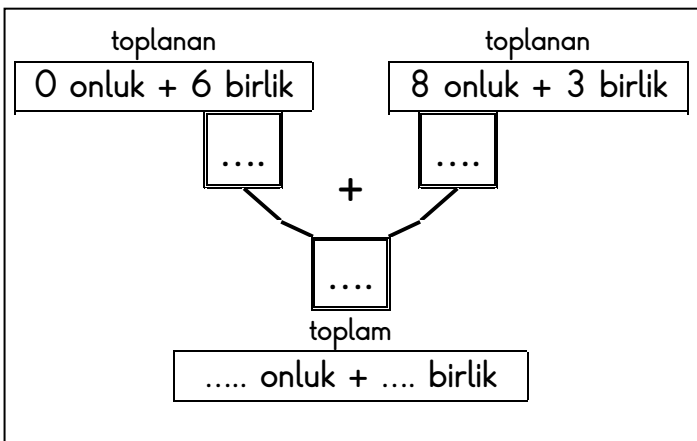 toplanan toplanan
0 onluk + 6 birlik 8 onluk + 3 birlik
.... ....
+
....
toplam
..... onluk + .... birlik